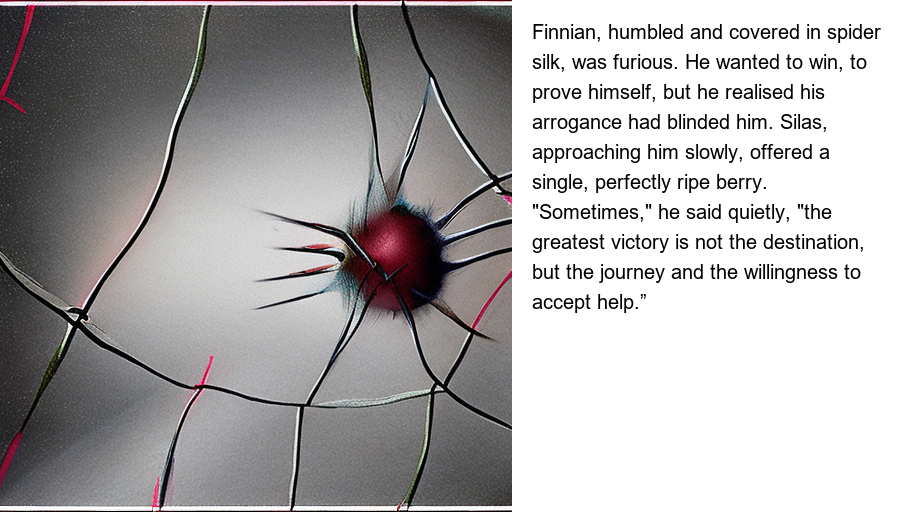 Finnian, humbled and covered in spider
silk, was furious. He wanted to win, to
prove himself, but he realised his
arrogance had blinded him. Silas,
approaching him slowly, offered a
single, perfectly ripe berry.
"Sometimes," he said quietly, "the
greatest victory is not the destination,
but the journey and the willingness to
accept help.”